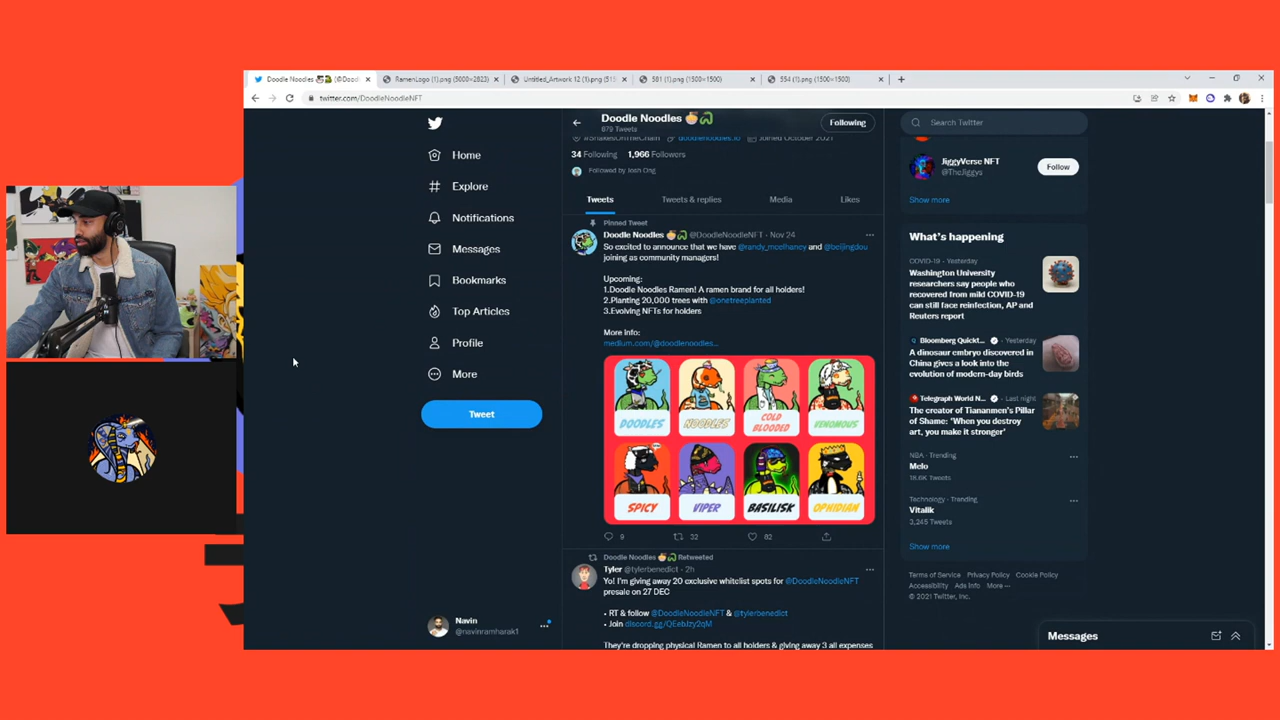 Doodle Noodles
RamenLogo (1).png (5000×2823)
Untitled_Artwork 12 (1).png (51
581 (1).png (1500×1500)
554 (1).png (1500×1500)
twitter.com/DoodleNoodleNFT
Home
Explore
Notifications
Messages
Bookmarks
Top Articles
Profile
More
Tweet
Navin
@navinramharak1
Doodle Noodles
879 Tweets
Following
doodlenoodles.io
Joined October 2021
34 Following 1,966 Followers
Followed by Josh Ong
Tweets
Tweets & replies
Media
Likes
Pinned Tweet
Doodle Noodles @DoodleNoodleNFT · Nov 24
So excited to announce that we have @randy_mcelhaney and @beijingdou
joining as community managers!
Upcoming:
1.Doodle Noodles Ramen! A ramen brand for all holders!
2.Planting 20,000 trees with @onetreeplanted
3.Evolving NFTs for holders
More Info:
medium.com/@doodlenoodles...
DOODLES
NOODLES
COLD BLOODED
VENOMOUS
SPICY
VIPER
BASILISK
OPHIDIAN
9
32
82
Doodle Noodles Retweeted
Tyler @tylerbenedict · 2h
Yo! I'm giving away 20 exclusive whitelist spots for @DoodleNoodleNFT
presale on 27 DEC
• RT & follow @DoodleNoodleNFT & @tylerbenedict
• Join discord.gg/QEebJzy2qM
They're dropping physical Ramen to all holders & giving away 3 all expenses
Search Twitter
JiggyVerse NFT
@TheJiggys
Follow
Show more
What's happening
COVID-19 · Yesterday
Washington University
researchers say people who
recovered from mild COVID-19
can still face reinfection, AP and
Reuters report
Bloomberg Quickt... · Yesterday
A dinosaur embryo discovered in
China gives a look into the
evolution of modern-day birds
Telegraph World N... · Last night
The creator of Tiananmen's Pillar
of Shame: 'When you destroy
art, you make it stronger'
NBA · Trending
Melo
18.6K Tweets
Technology · Trending
Vitalik
3,245 Tweets
Show more
Terms of Service Privacy Policy Cookie Policy
Accessibility Ads Info More ···
© 2021 Twitter, Inc.
Messages